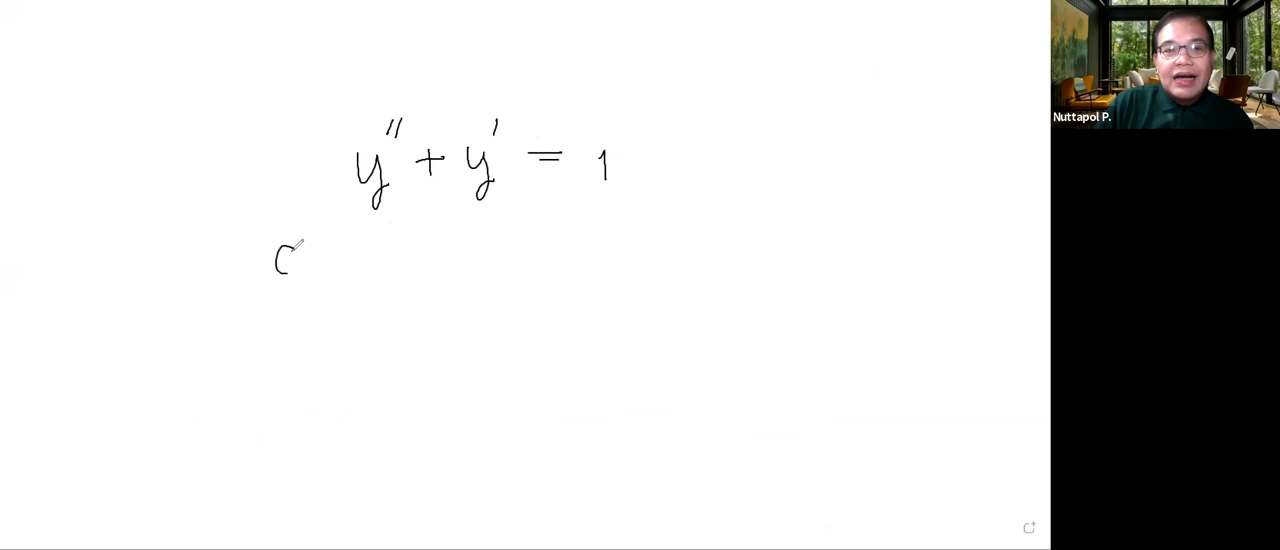 y'' + y' = 1
C
Nuttapol P.